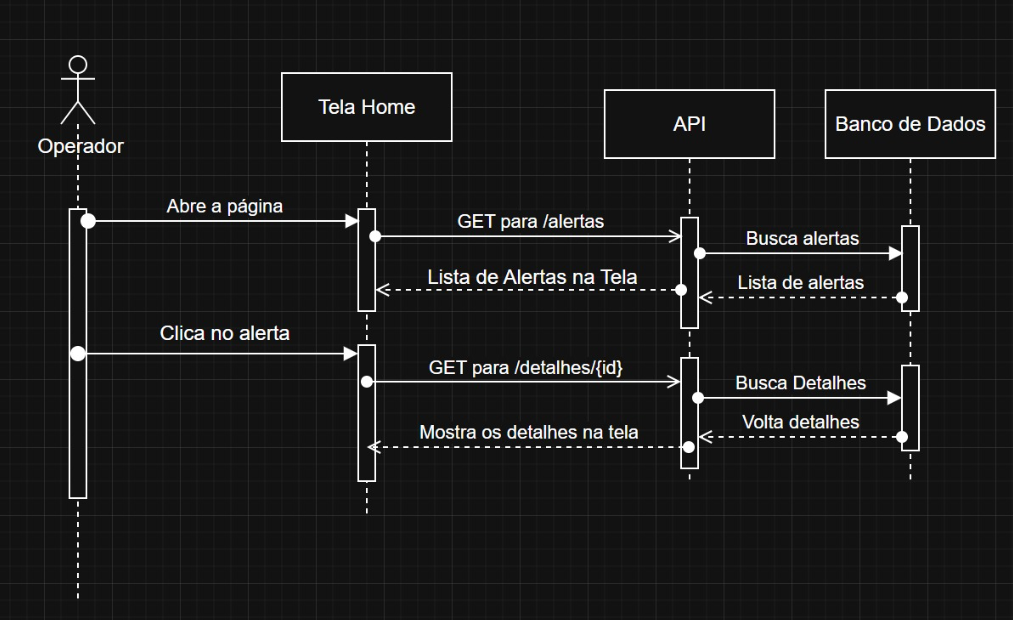 Operador
Tela Home
API
Banco de Dados
Abre a página
GET para /alertas
Busca alertas
Lista de Alertas na Tela
Lista de alertas
Clica no alerta
GET para /detalhes/{id}
Busca Detalhes
Volta detalhes
Mostra os detalhes na tela